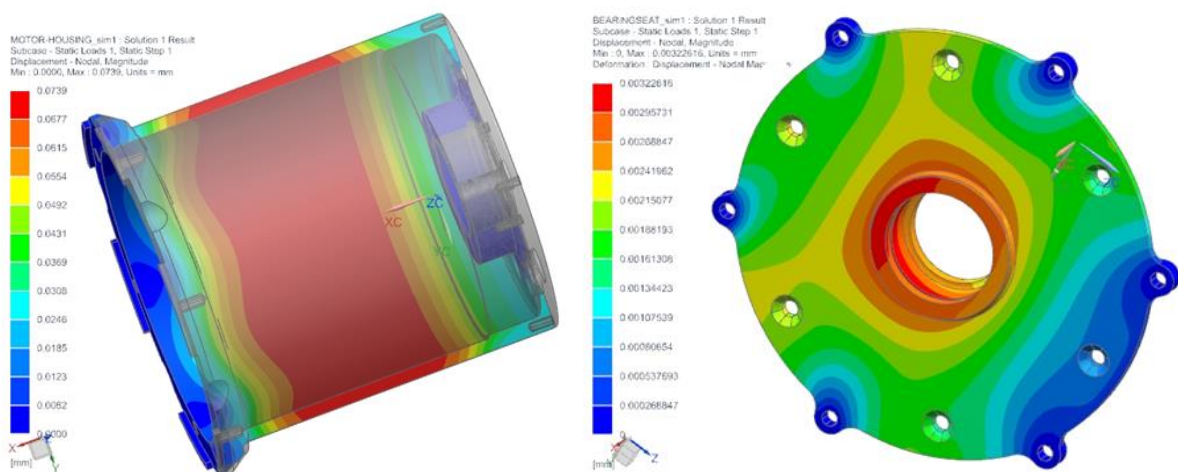 MOTOR-HOUSING_sim1 : Solution 1 Result
Subcase - Static Loads 1, Static Step 1
Displacement - Nodal, Magnitude
Min : 0.0000, Max : 0.0739, Units = mm
0.0739
0.0677
0.0615
0.0554
0.0492
0.0431
0.0369
0.0308
0.0246
0.0185
0.0123
0.0062
0.0000
[mm]
XC
ZC
X
Y
BEARINGSEAT_sim1 : Solution 1 Result
Subcase - Static Loads 1, Static Step 1
Displacement - Nodal, Magnitude
Min : 0, Max : 0.00322616, Units = mm
Deformation : Displacement - Nodal
0.00322616
0.00295731
0.00268847
0.00241962
0.00215077
0.00188193
0.00161308
0.00134423
0.00107539
0.00080654
0.000537693
0.000268847
0
[mm]
Z